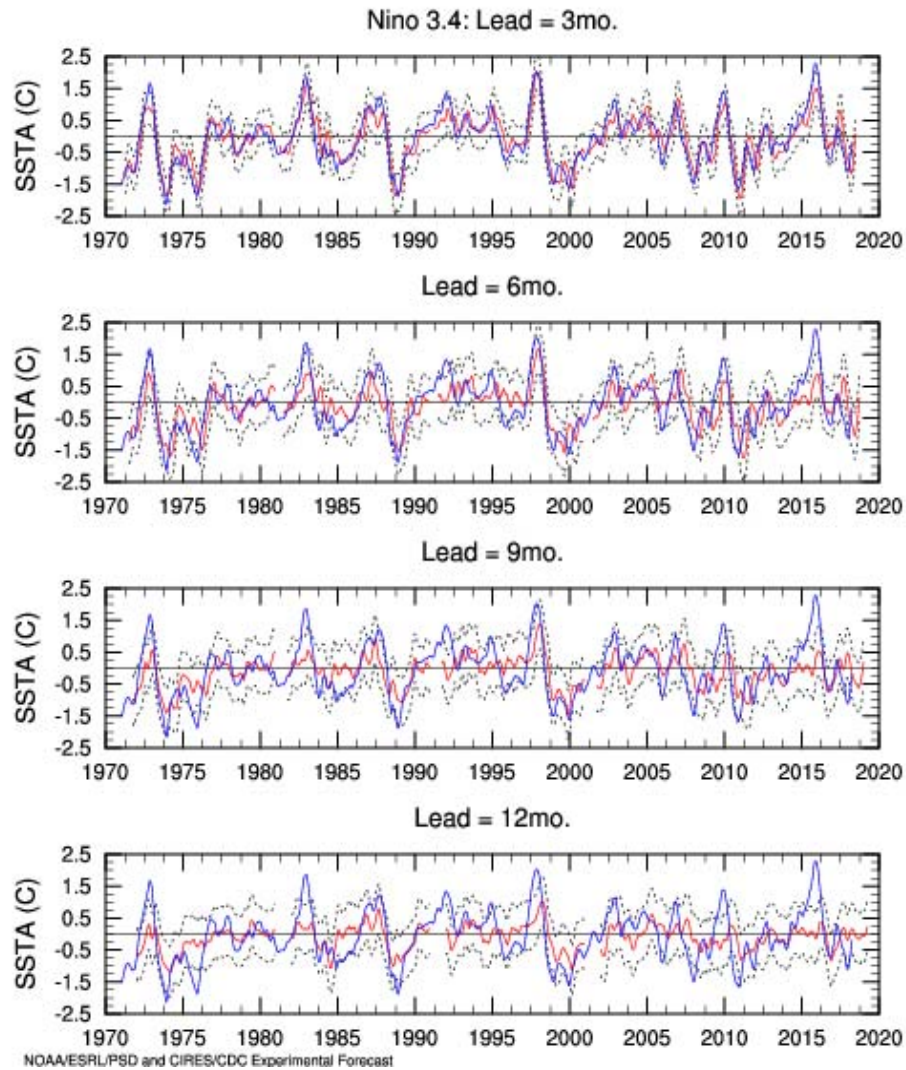 Nino 3.4: Lead = 3mo.
SSTA (C)
2.5
1.5
0.5
-0.5
-1.5
-2.5
1970 1975 1980 1985 1990 1995 2000 2005 2010 2015 2020
Lead = 6mo.
SSTA (C)
2.5
1.5
0.5
-0.5
-1.5
-2.5
1970 1975 1980 1985 1990 1995 2000 2005 2010 2015 2020
Lead = 9mo.
SSTA (C)
2.5
1.5
0.5
-0.5
-1.5
-2.5
1970 1975 1980 1985 1990 1995 2000 2005 2010 2015 2020
Lead = 12mo.
SSTA (C)
2.5
1.5
0.5
-0.5
-1.5
-2.5
1970 1975 1980 1985 1990 1995 2000 2005 2010 2015 2020
NOAA/ESRL/PSD and CIRES/CDC Experimental Forecast